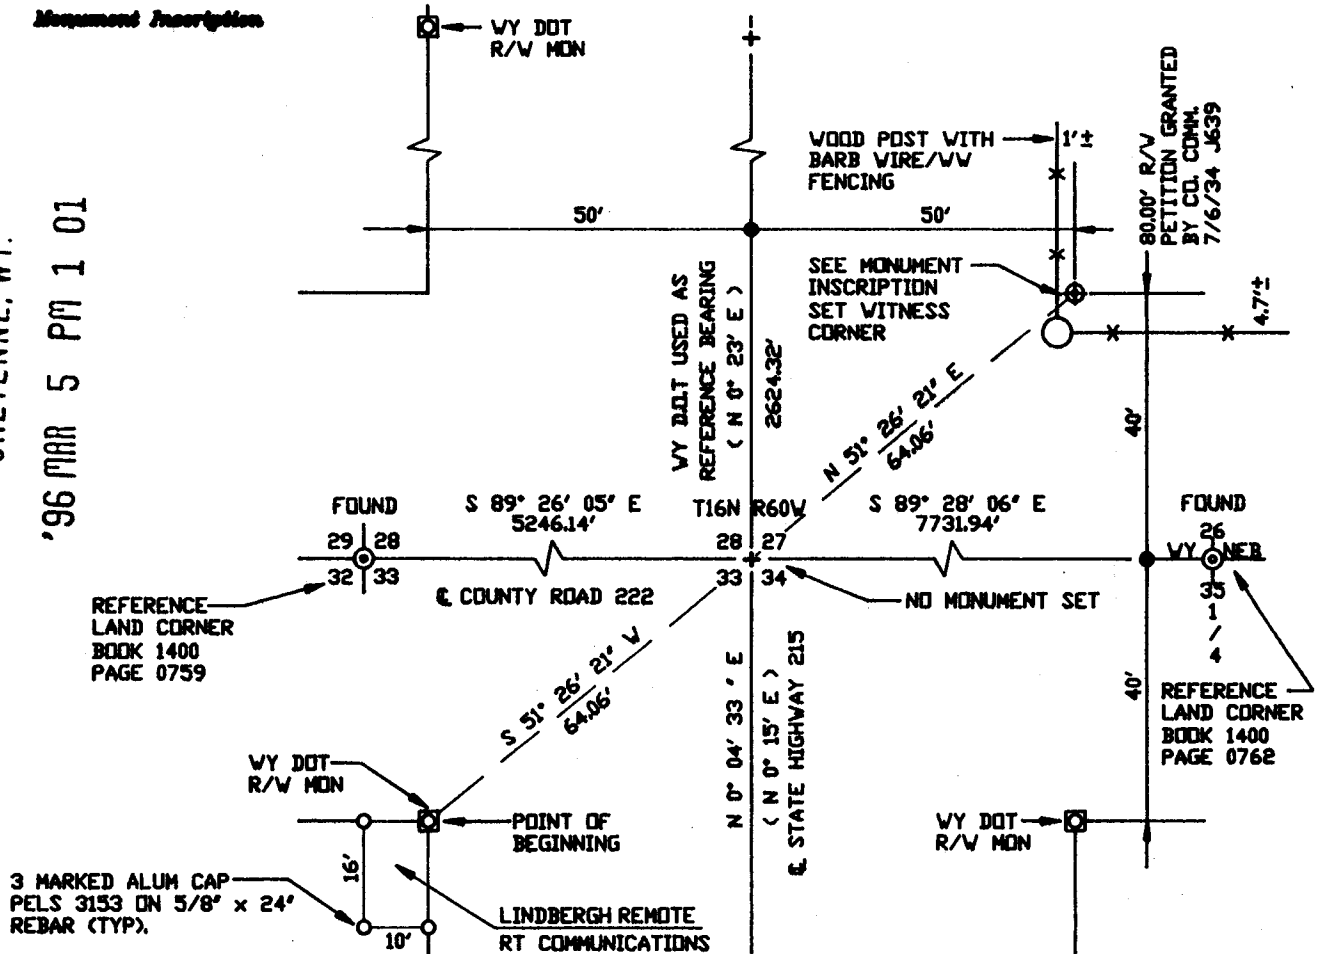 Monument Inscription
WY DOT
R/W MON
WOOD POST WITH
BARB WIRE/WW
FENCING
1'±
80.00' R/W
PETITION GRANTED
BY CO. COMM.
7/6/34 J639
'96 MAR 5 PM 1 01
50'
50'
SEE MONUMENT
INSCRIPTION
SET WITNESS
CORNER
4.7'±
WY D.O.T USED AS
REFERENCE BEARING
( N 0° 23' E )
2624.32'
N 51° 26' 21" E
64.06'
40'
FOUND
S 89° 26' 05" E
5246.14'
T16N R60W
S 89° 28' 06" E
7731.94'
FOUND
29 28
32 33
28 27
33 34
26
WY NEB
35
1
/
4
℄ COUNTY ROAD 222
NO MONUMENT SET
REFERENCE
LAND CORNER
BOOK 1400
PAGE 0759
S 51° 26' 21" W
64.06'
N 0° 04' 33 " E
( N 0° 15' E )
℄ STATE HIGHWAY 215
40'
REFERENCE
LAND CORNER
BOOK 1400
PAGE 0762
WY DOT
R/W MON
POINT OF
BEGINNING
WY DOT
R/W MON
16'
3 MARKED ALUM CAP
PELS 3153 ON 5/8" x 24"
REBAR (TYP).
10'
LINDBERGH REMOTE
RT COMMUNICATIONS